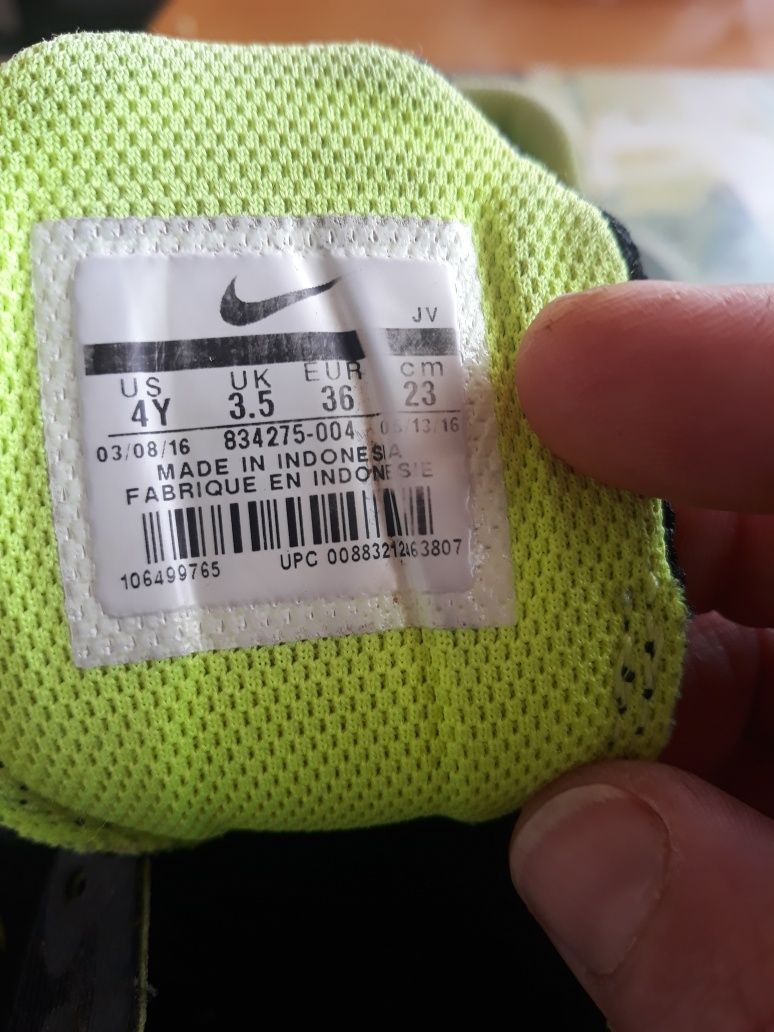 JV
US UK EUR cm
4Y 3.5 36 23
03/08/16 834275-004 05/13/16
MADE IN INDONESIA
FABRIQUE EN INDONESIE
106499765 UPC 00883212463807